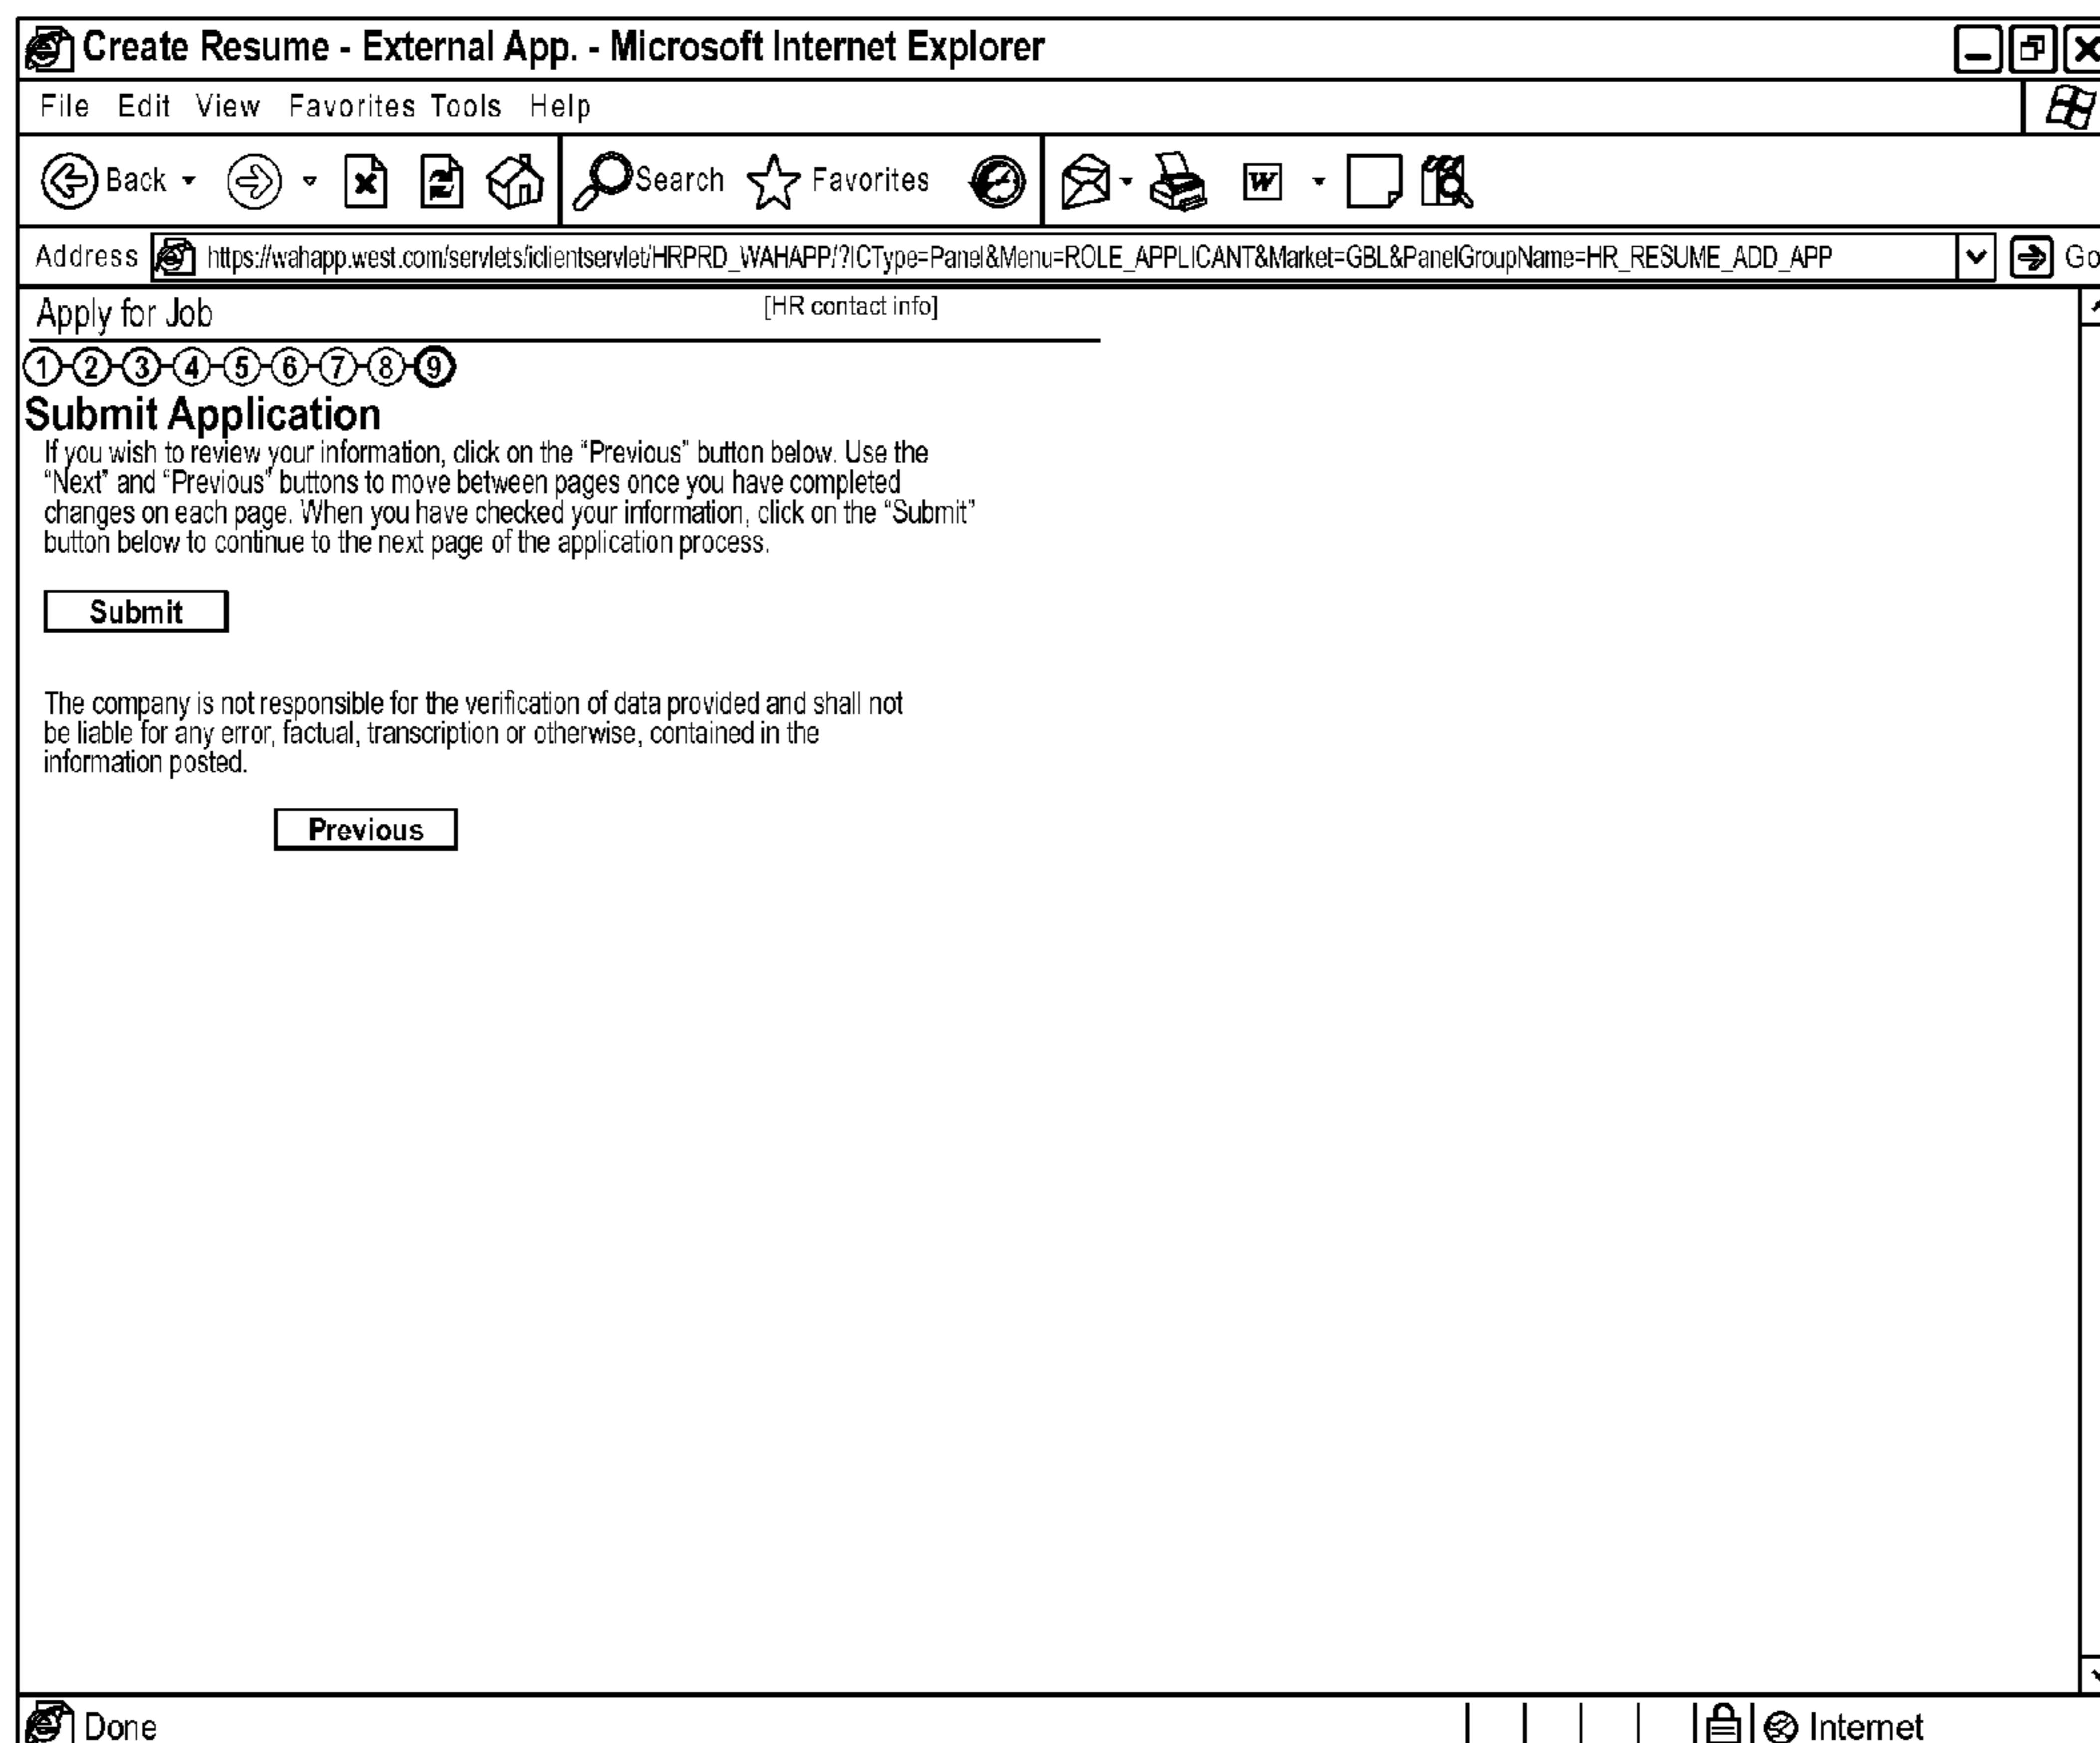 Create Resume - External App. - Microsoft Internet Explorer
File Edit View Favorites Tools Help
Back Search Favorites W
Address https://wahapp.west.com/servlets/iclientservlet/HRPRD_WAHAPP/?ICType=Panel&Menu=ROLE_APPLICANT&Market=GBL&PanelGroupName=HR_RESUME_ADD_APP Go
Apply for Job [HR contact info]
1 2 3 4 5 6 7 8 9
Submit Application
If you wish to review your information, click on the “Previous” button below. Use the
“Next” and “Previous” buttons to move between pages once you have completed
changes on each page. When you have checked your information, click on the “Submit”
button below to continue to the next page of the application process.
Submit
The company is not responsible for the verification of data provided and shall not
be liable for any error, factual, transcription or otherwise, contained in the
information posted.
Previous
Done Internet